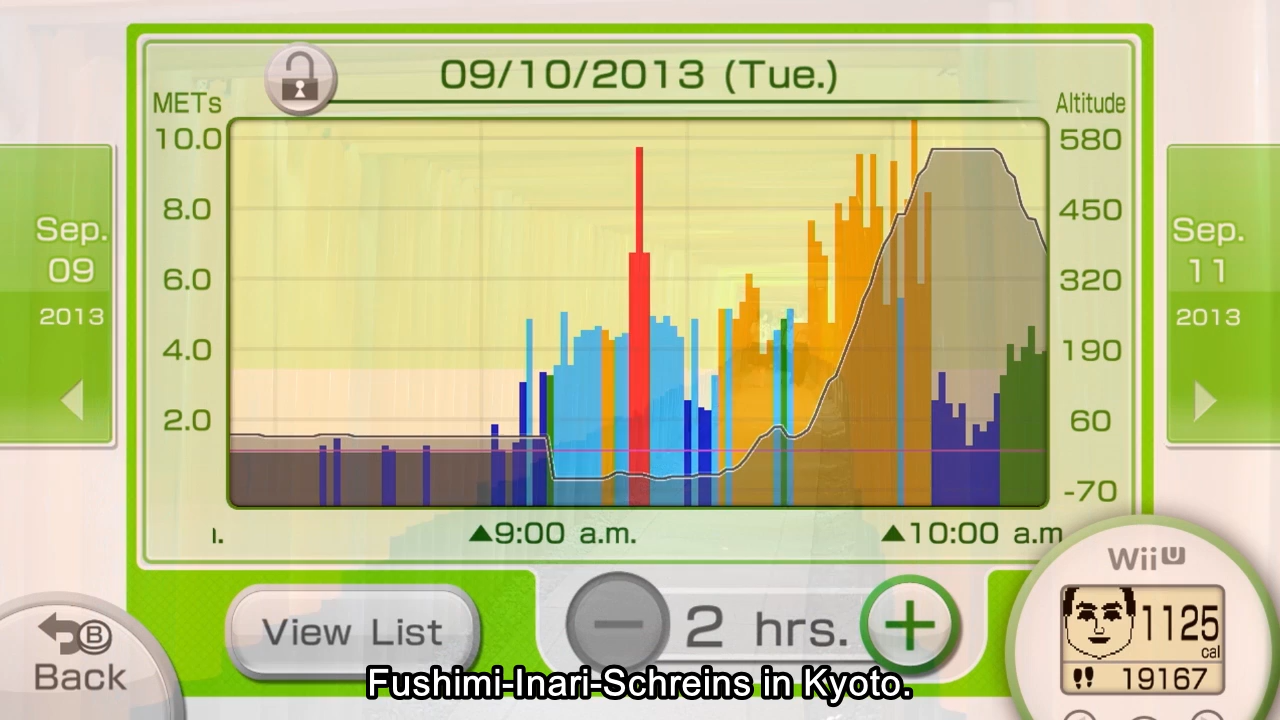 09/10/2013 (Tue.)
METs
Altitude
10.0
580
8.0
450
6.0
320
4.0
190
2.0
60
-70
Sep.
09
2013
Sep.
11
2013
9:00 a.m.
10:00 a.m
Wii U
1125
cal
19167
B
Back
View List
2 hrs.
Fushimi-Inari-Schreins in Kyoto.